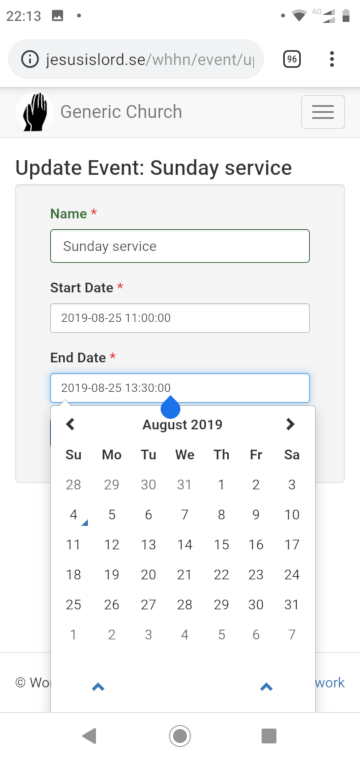 22:13
4G
jesusislord.se/whhn/event/u
96
Generic Church
Update Event: Sunday service
Name *
Sunday service
Start Date *
2019-08-25 11:00:00
End Date *
2019-08-25 13:30:00
August 2019
Su Mo Tu We Th Fr Sa
28 29 30 31 1 2 3
4 5 6 7 8 9 10
11 12 13 14 15 16 17
18 19 20 21 22 23 24
25 26 27 28 29 30 31
1 2 3 4 5 6 7
© Wo work